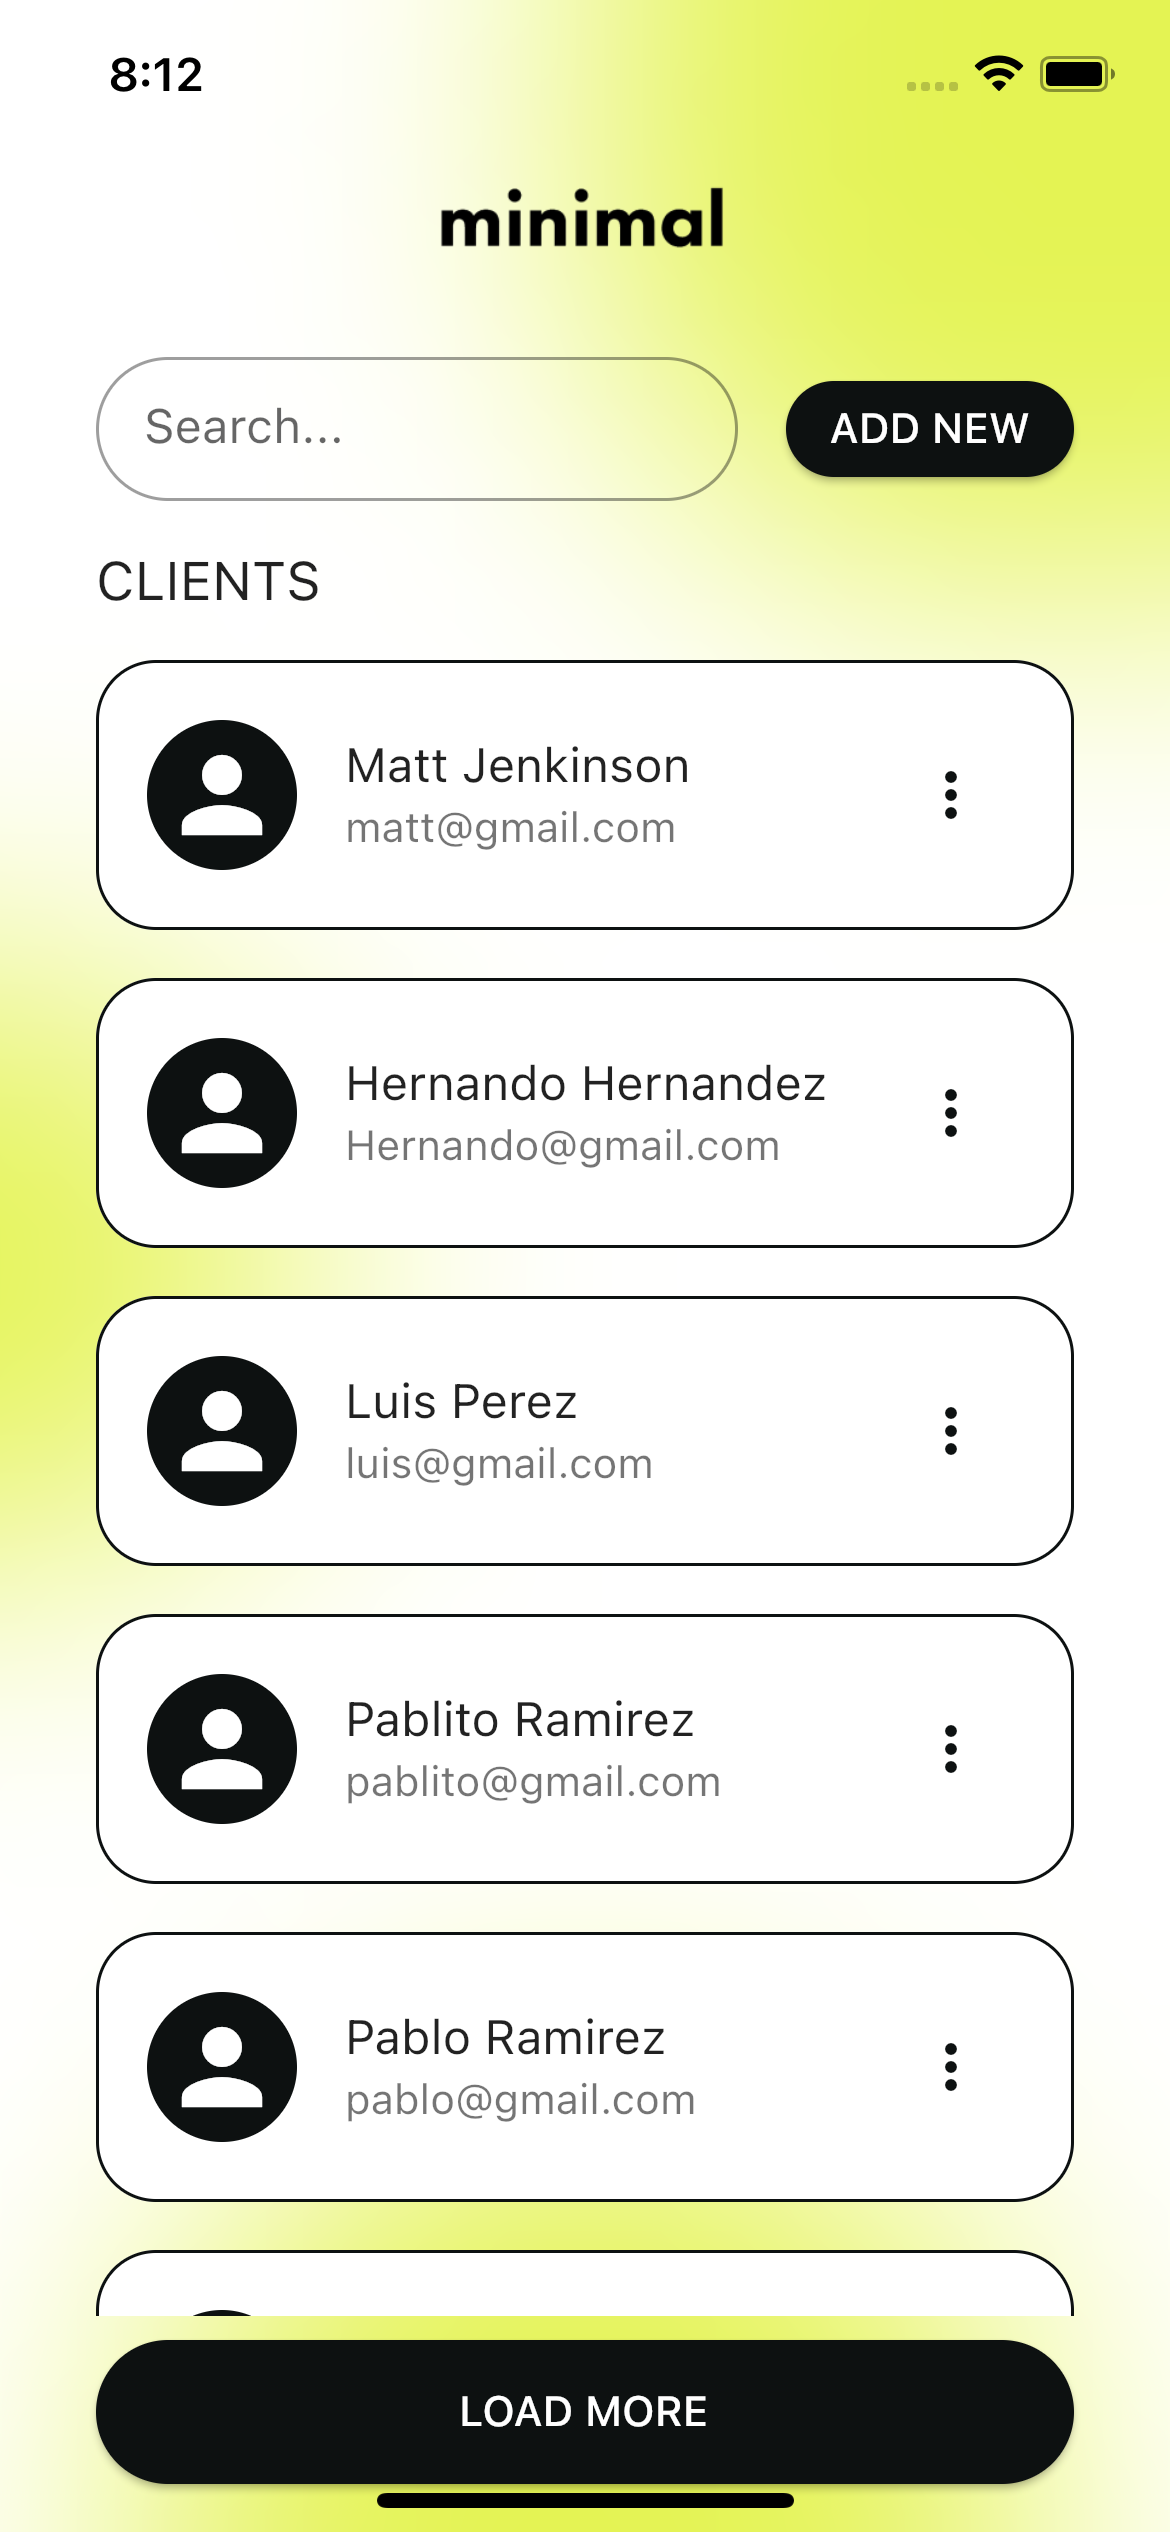 8:12
minimal
Search...
ADD NEW
CLIENTS
Matt Jenkinson
matt@gmail.com
Hernando Hernandez
Hernando@gmail.com
Luis Perez
luis@gmail.com
Pablito Ramirez
pablito@gmail.com
Pablo Ramirez
pablo@gmail.com
LOAD MORE